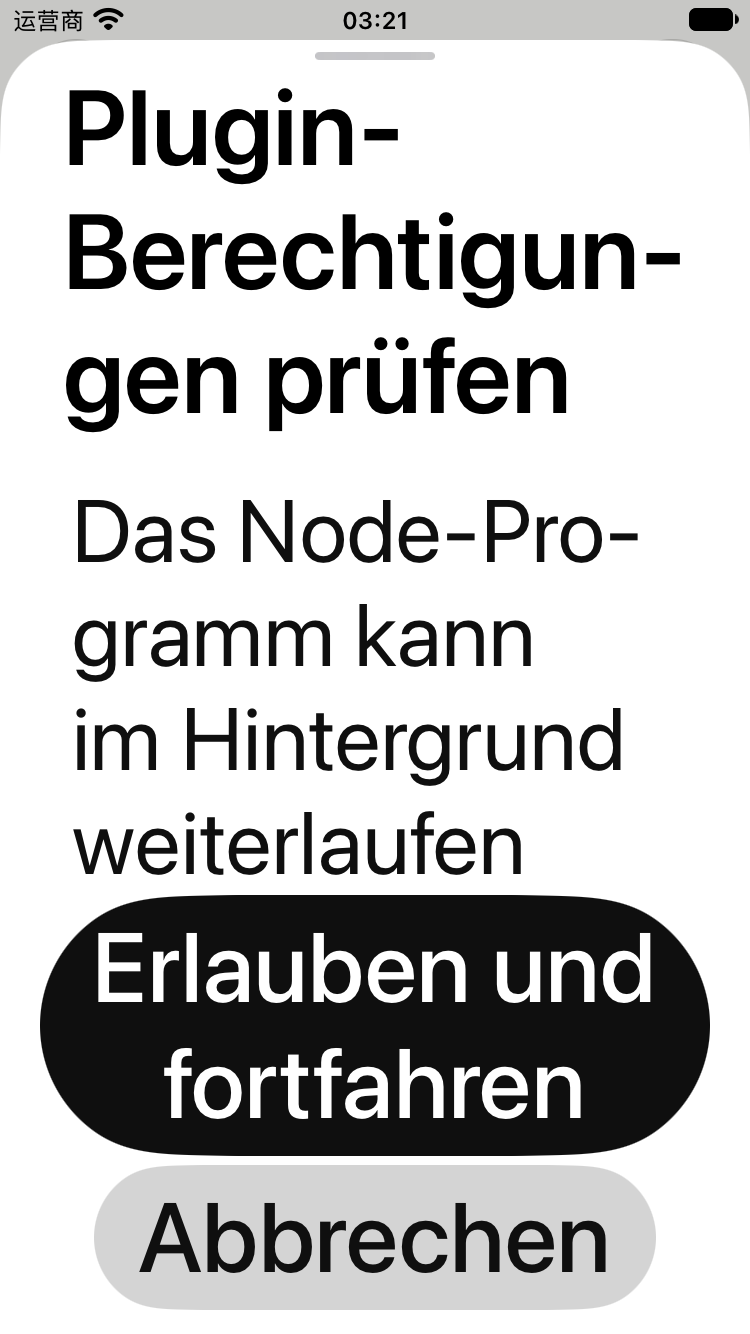 运营商 03:21
Plugin-
Berechtigun-
gen prüfen
Das Node-Pro-
gramm kann
im Hintergrund
weiterlaufen
Erlauben und
fortfahren
Abbrechen